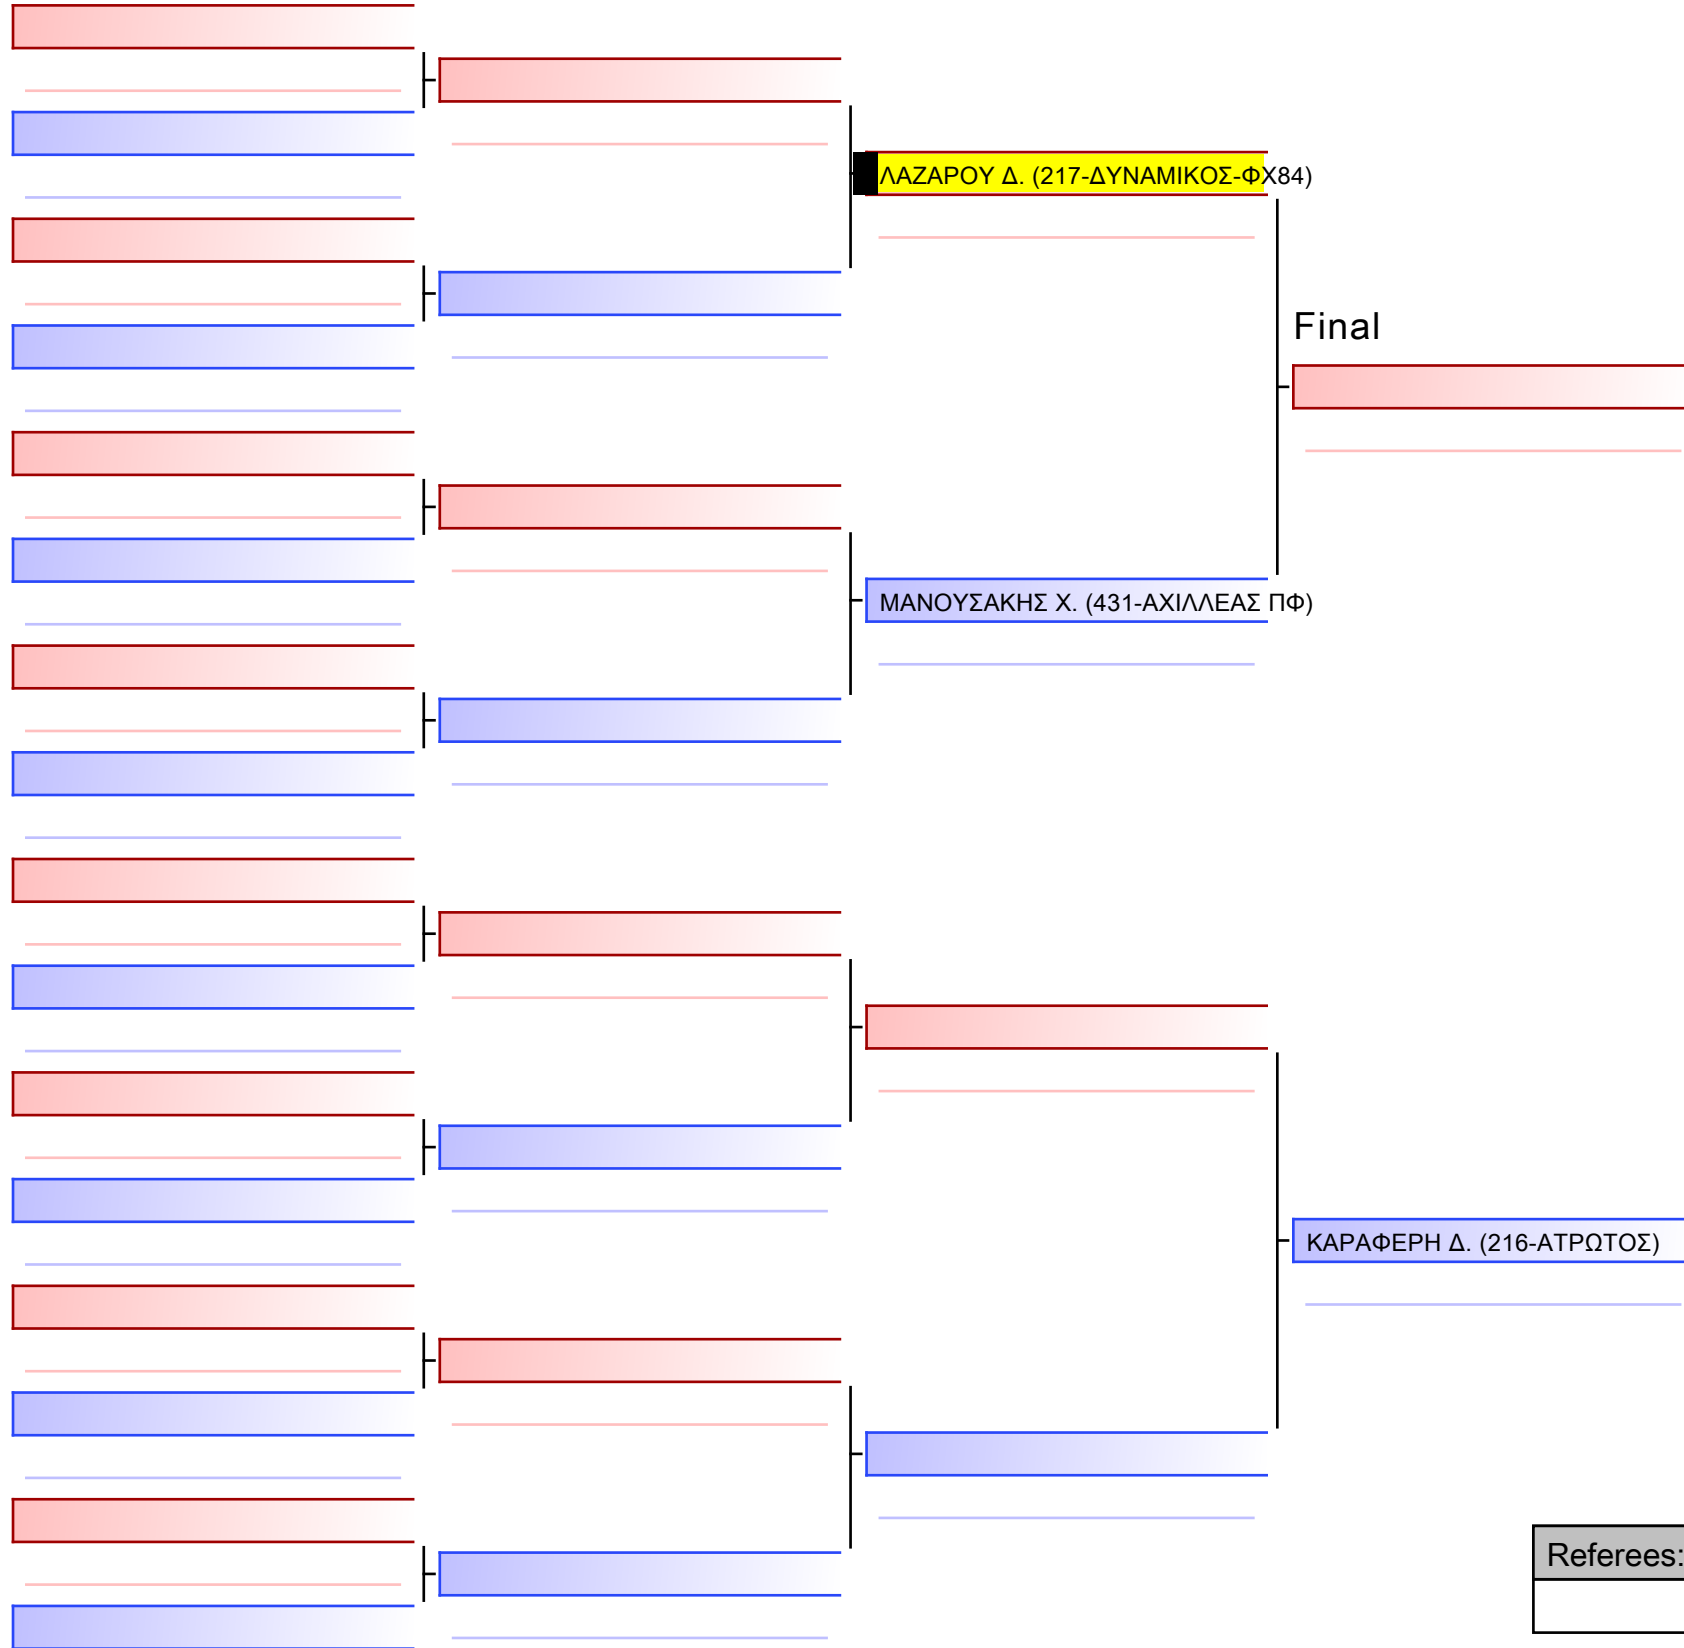 ΛΑΖΑΡΟΥ Δ. (217-ΔΥΝΑΜΙΚΟΣ-ΦΧ84)
Final
ΜΑΝΟΥΣΑΚΗΣ Χ. (431-ΑΧΙΛΛΕΑΣ ΠΦ)
ΚΑΡΑΦΕΡΗ Δ. (216-ΑΤΡΩΤΟΣ)
Referees: